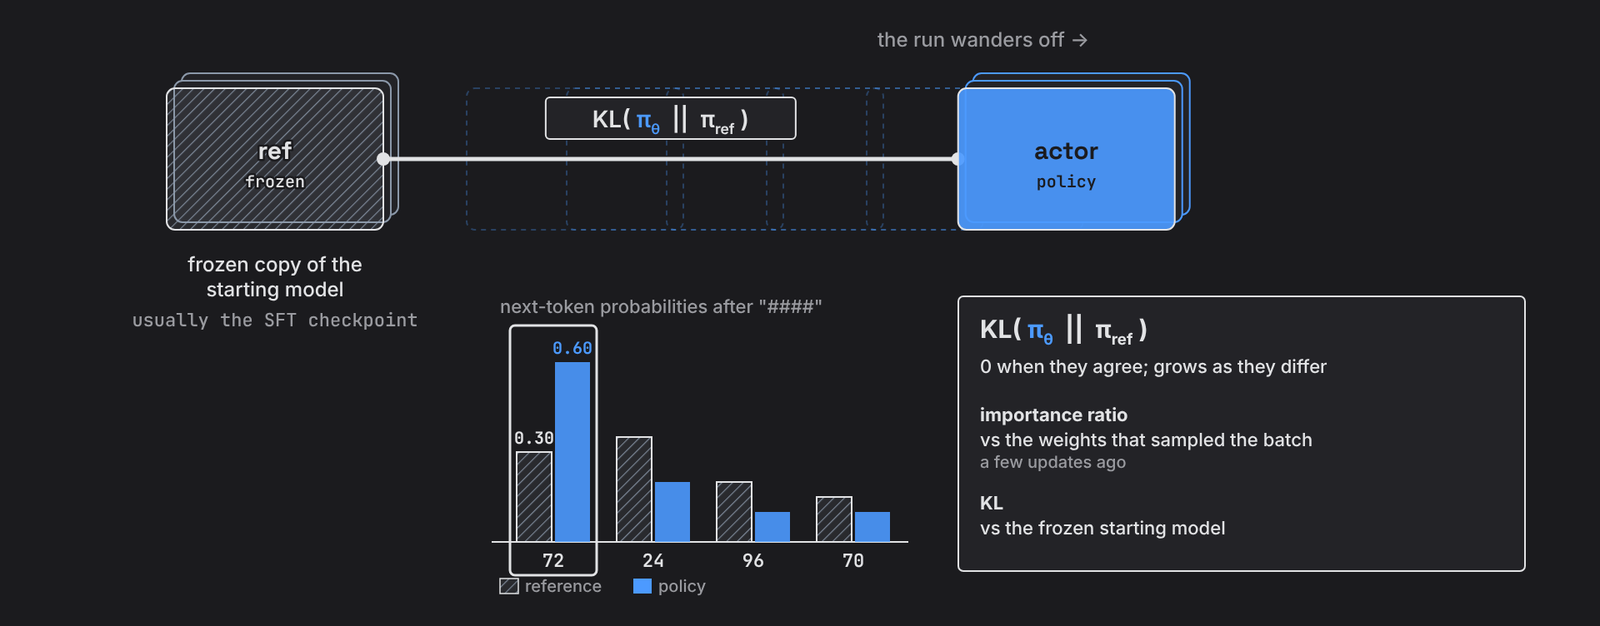 the run wanders off →
KL( πθ || πref )
ref
frozen
actor
policy
frozen copy of the
starting model
usually the SFT checkpoint
next-token probabilities after "####"
0.60
0.30
72
24
96
70
reference
policy
KL( πθ || πref )
0 when they agree; grows as they differ
importance ratio
vs the weights that sampled the batch
a few updates ago
KL
vs the frozen starting model